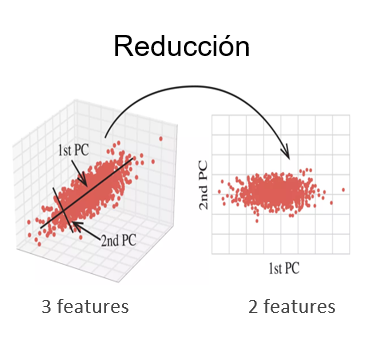 Reducción
1st PC
2nd PC
2nd PC
1st PC
3 features
2 features